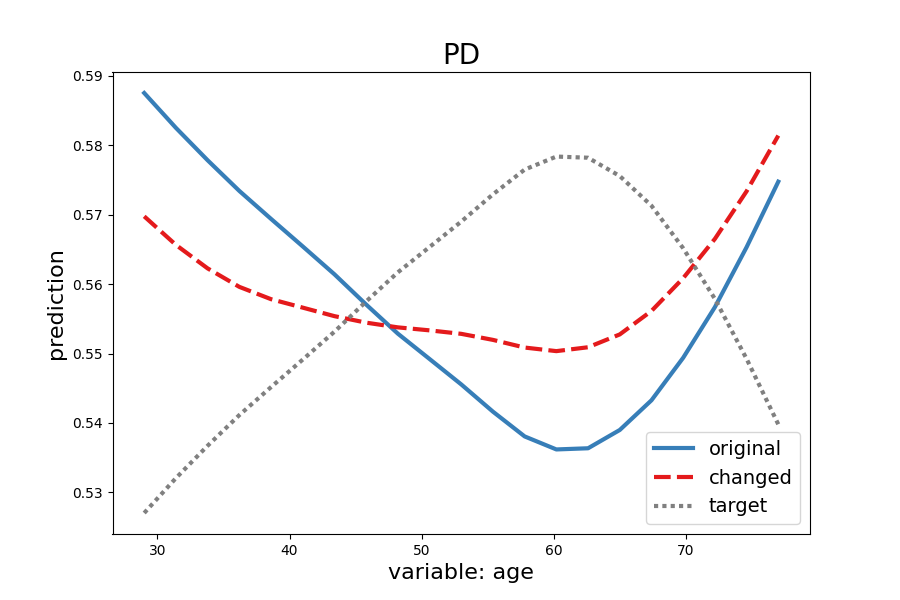 PD
prediction
0.59
0.58
0.57
0.56
0.55
0.54
0.53
30 40 50 60 70
variable: age
original
changed
target